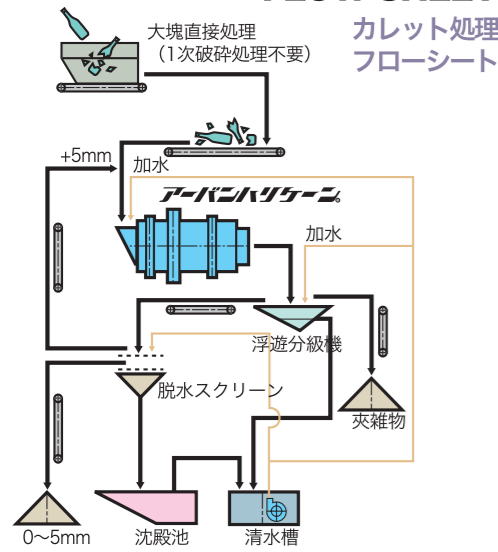 大塊直接処理
（1次破砕処理不要）
カレット処理
フローシート
+5mm
加水
アーバンハリケーン®
加水
浮遊分級機
脱水スクリーン
夾雑物
0〜5mm
沈殿池
清水槽